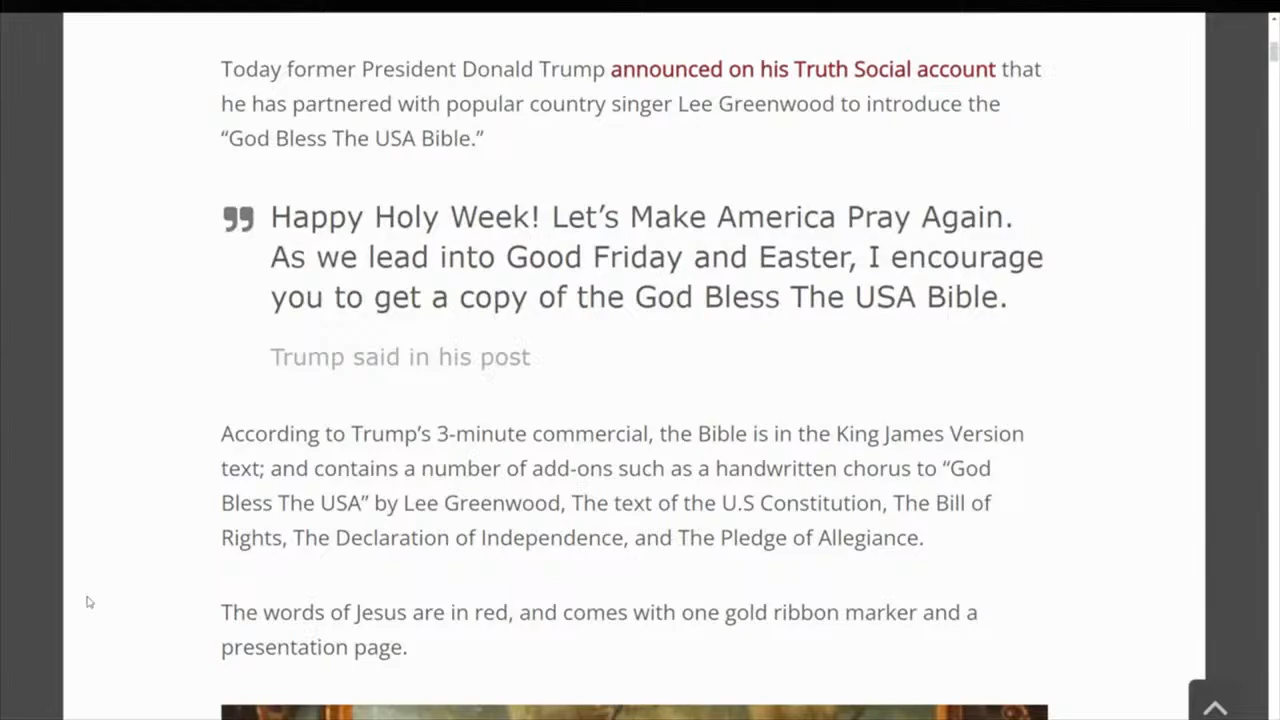 Today former President Donald Trump announced on his Truth Social account that
he has partnered with popular country singer Lee Greenwood to introduce the
“God Bless The USA Bible.”
❞ Happy Holy Week! Let’s Make America Pray Again.
As we lead into Good Friday and Easter, I encourage
you to get a copy of the God Bless The USA Bible.
Trump said in his post
According to Trump’s 3-minute commercial, the Bible is in the King James Version
text; and contains a number of add-ons such as a handwritten chorus to “God
Bless The USA” by Lee Greenwood, The text of the U.S Constitution, The Bill of
Rights, The Declaration of Independence, and The Pledge of Allegiance.
The words of Jesus are in red, and comes with one gold ribbon marker and a
presentation page.